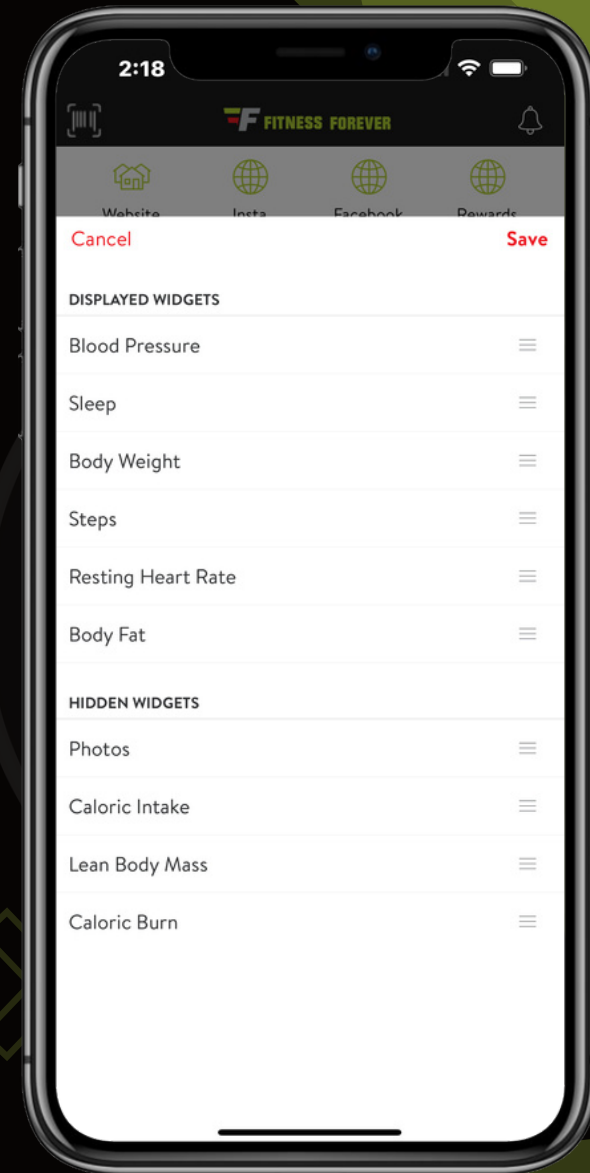 2:18
FITNESS FOREVER
Website Insta Facebook Rewards
Cancel Save
DISPLAYED WIDGETS
Blood Pressure
Sleep
Body Weight
Steps
Resting Heart Rate
Body Fat
HIDDEN WIDGETS
Photos
Caloric Intake
Lean Body Mass
Caloric Burn